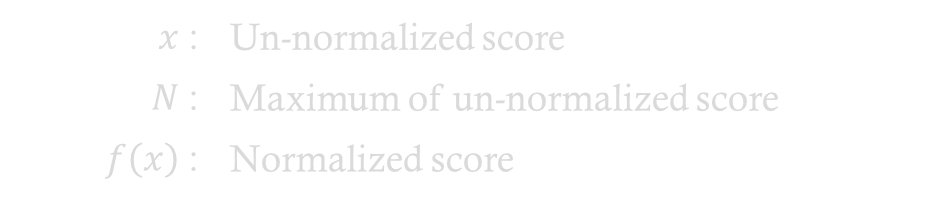 x : Un-normalized score
N : Maximum of un-normalized score
f(x) : Normalized score